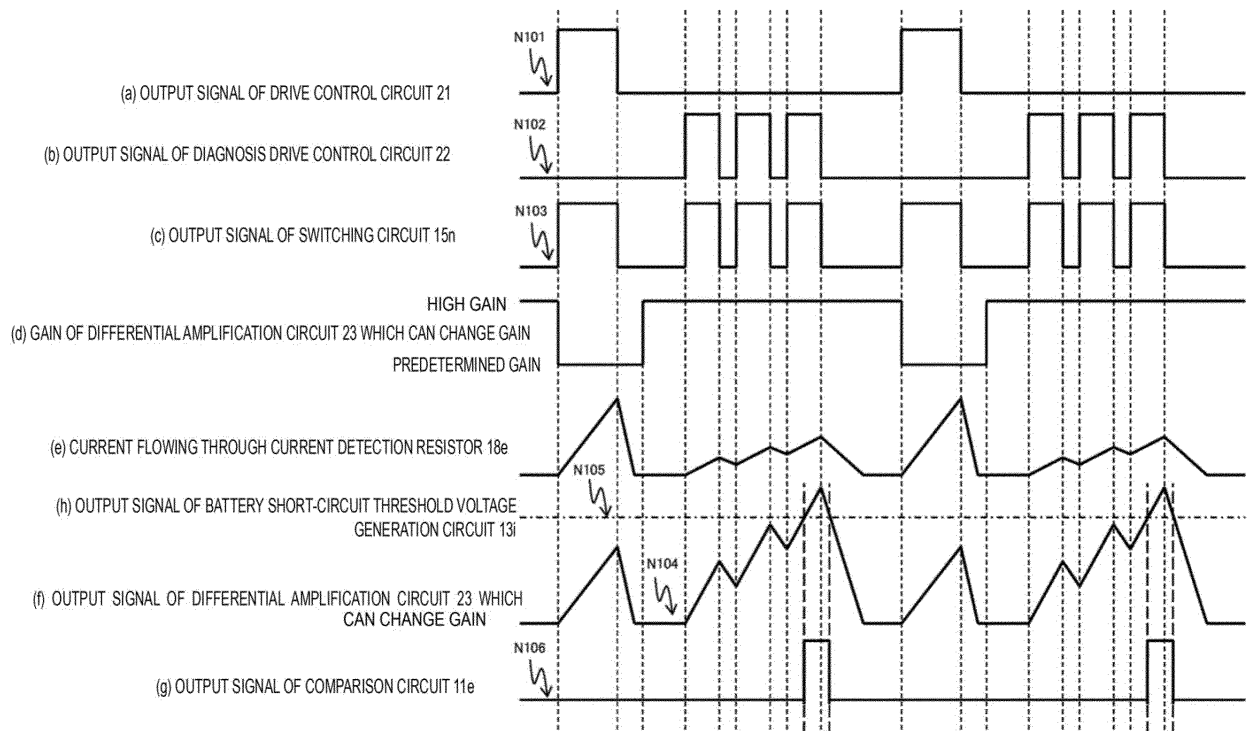 N101
(a) OUTPUT SIGNAL OF DRIVE CONTROL CIRCUIT 21
N102
(b) OUTPUT SIGNAL OF DIAGNOSIS DRIVE CONTROL CIRCUIT 22
N103
(c) OUTPUT SIGNAL OF SWITCHING CIRCUIT 15n
HIGH GAIN
(d) GAIN OF DIFFERENTIAL AMPLIFICATION CIRCUIT 23 WHICH CAN CHANGE GAIN
PREDETERMINED GAIN
(e) CURRENT FLOWING THROUGH CURRENT DETECTION RESISTOR 18e
N105
(h) OUTPUT SIGNAL OF BATTERY SHORT-CIRCUIT THRESHOLD VOLTAGE
GENERATION CIRCUIT 13i
N104
(f) OUTPUT SIGNAL OF DIFFERENTIAL AMPLIFICATION CIRCUIT 23 WHICH
CAN CHANGE GAIN
N106
(g) OUTPUT SIGNAL OF COMPARISON CIRCUIT 11e